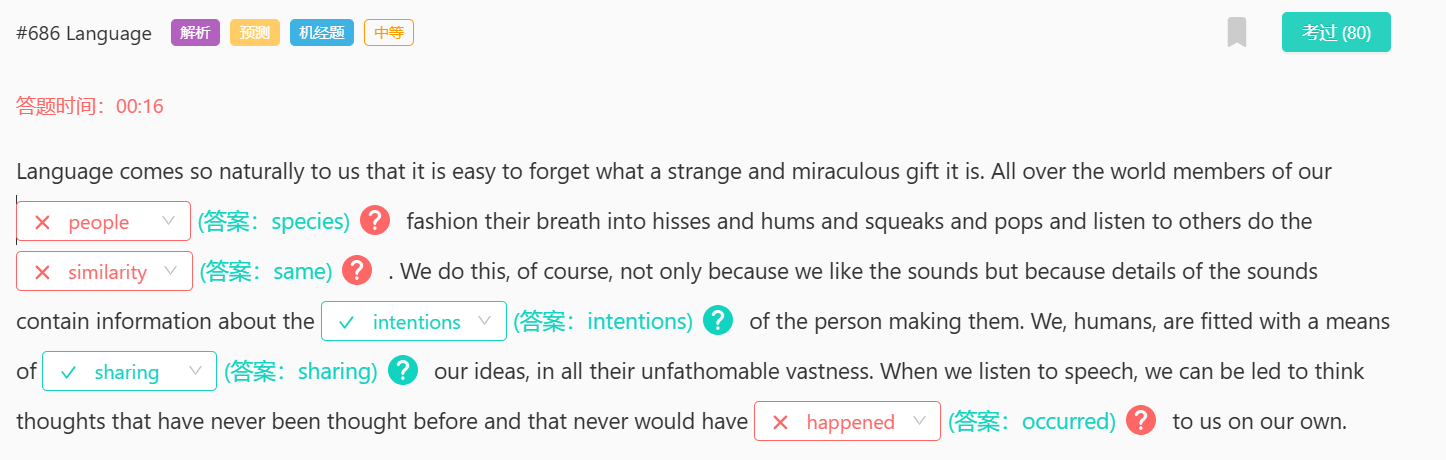 #686 Language 解析 预测 机经题 中等 考过 (80)
答题时间：00:16
Language comes so naturally to us that it is easy to forget what a strange and miraculous gift it is. All over the world members of our
people (答案：species) ? fashion their breath into hisses and hums and squeaks and pops and listen to others do the
similarity (答案：same) ? . We do this, of course, not only because we like the sounds but because details of the sounds
contain information about the intentions (答案：intentions) ? of the person making them. We, humans, are fitted with a means
of sharing (答案：sharing) ? our ideas, in all their unfathomable vastness. When we listen to speech, we can be led to think
thoughts that have never been thought before and that never would have happened (答案：occurred) ? to us on our own.